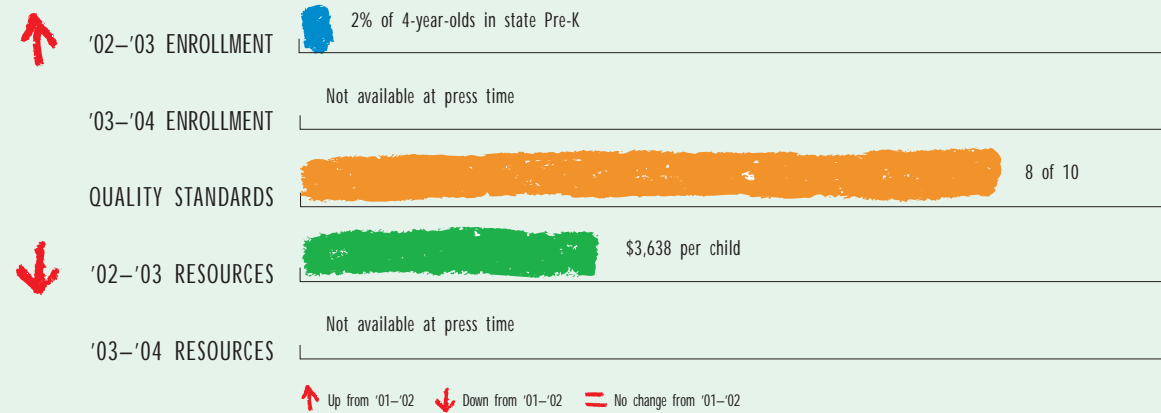 2% of 4-year-olds in state Pre-K
'02–'03 ENROLLMENT
Not available at press time
'03–'04 ENROLLMENT
8 of 10
QUALITY STANDARDS
$3,638 per child
'02–'03 RESOURCES
Not available at press time
'03–'04 RESOURCES
Up from '01–'02 Down from '01–'02 No change from '01–'02